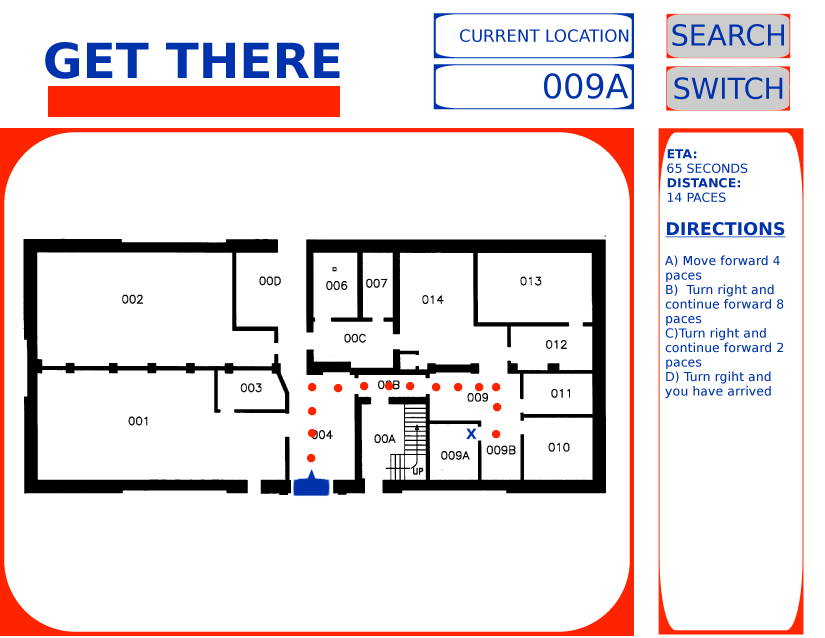 GET THERE
CURRENT LOCATION
009A
SEARCH
SWITCH
ETA:
65 SECONDS
DISTANCE:
14 PACES
DIRECTIONS
A) Move forward 4
paces
B)  Turn right and
continue forward 8
paces
C)Turn right and
continue forward 2
paces
D) Turn rgiht and
you have arrived
002
00D
006
007
014
013
00C
012
003
00B
009
011
001
004
00A
X
009A
009B
010
UP